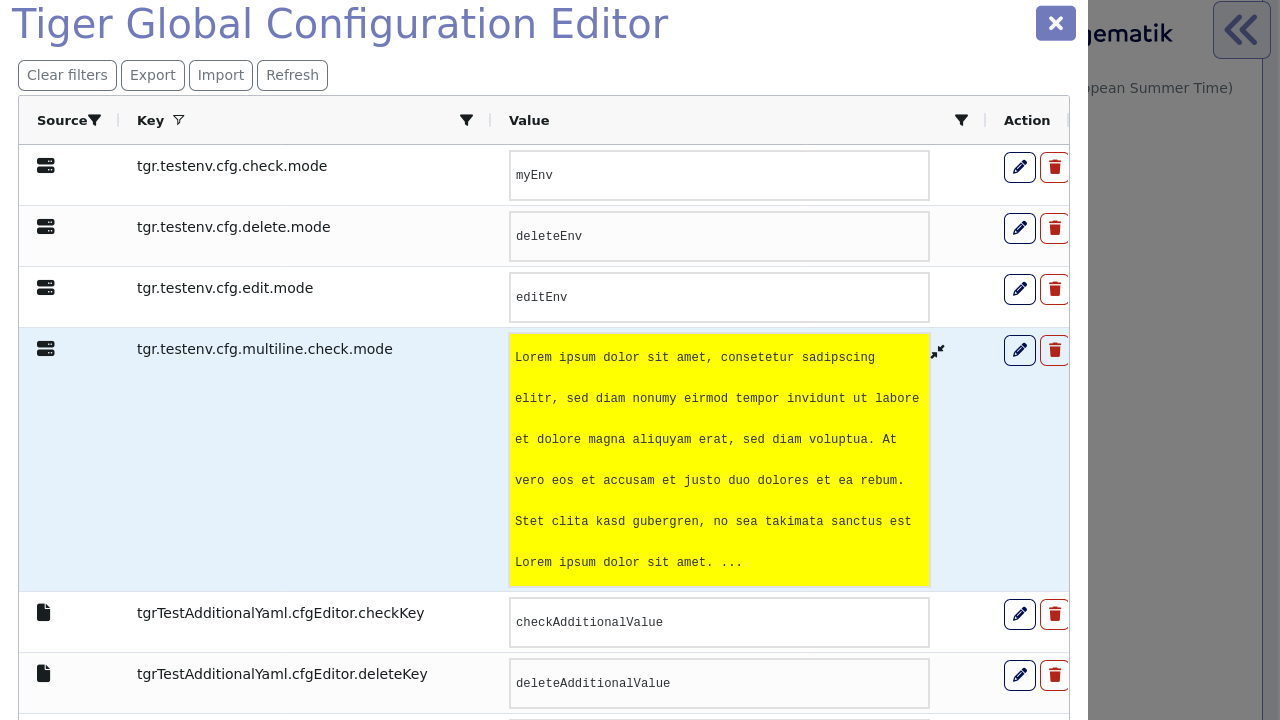 Tiger Global Configuration Editor
gematik
Clear filters Export Import Refresh
opean Summer Time)
Source Key Value Action
tgr.testenv.cfg.check.mode myEnv
tgr.testenv.cfg.delete.mode deleteEnv
tgr.testenv.cfg.edit.mode editEnv
tgr.testenv.cfg.multiline.check.mode
Lorem ipsum dolor sit amet, consetetur sadipscing
elitr, sed diam nonumy eirmod tempor invidunt ut labore
et dolore magna aliquyam erat, sed diam voluptua. At
vero eos et accusam et justo duo dolores et ea rebum.
Stet clita kasd gubergren, no sea takimata sanctus est
Lorem ipsum dolor sit amet. ...
tgrTestAdditionalYaml.cfgEditor.checkKey checkAdditionalValue
tgrTestAdditionalYaml.cfgEditor.deleteKey deleteAdditionalValue